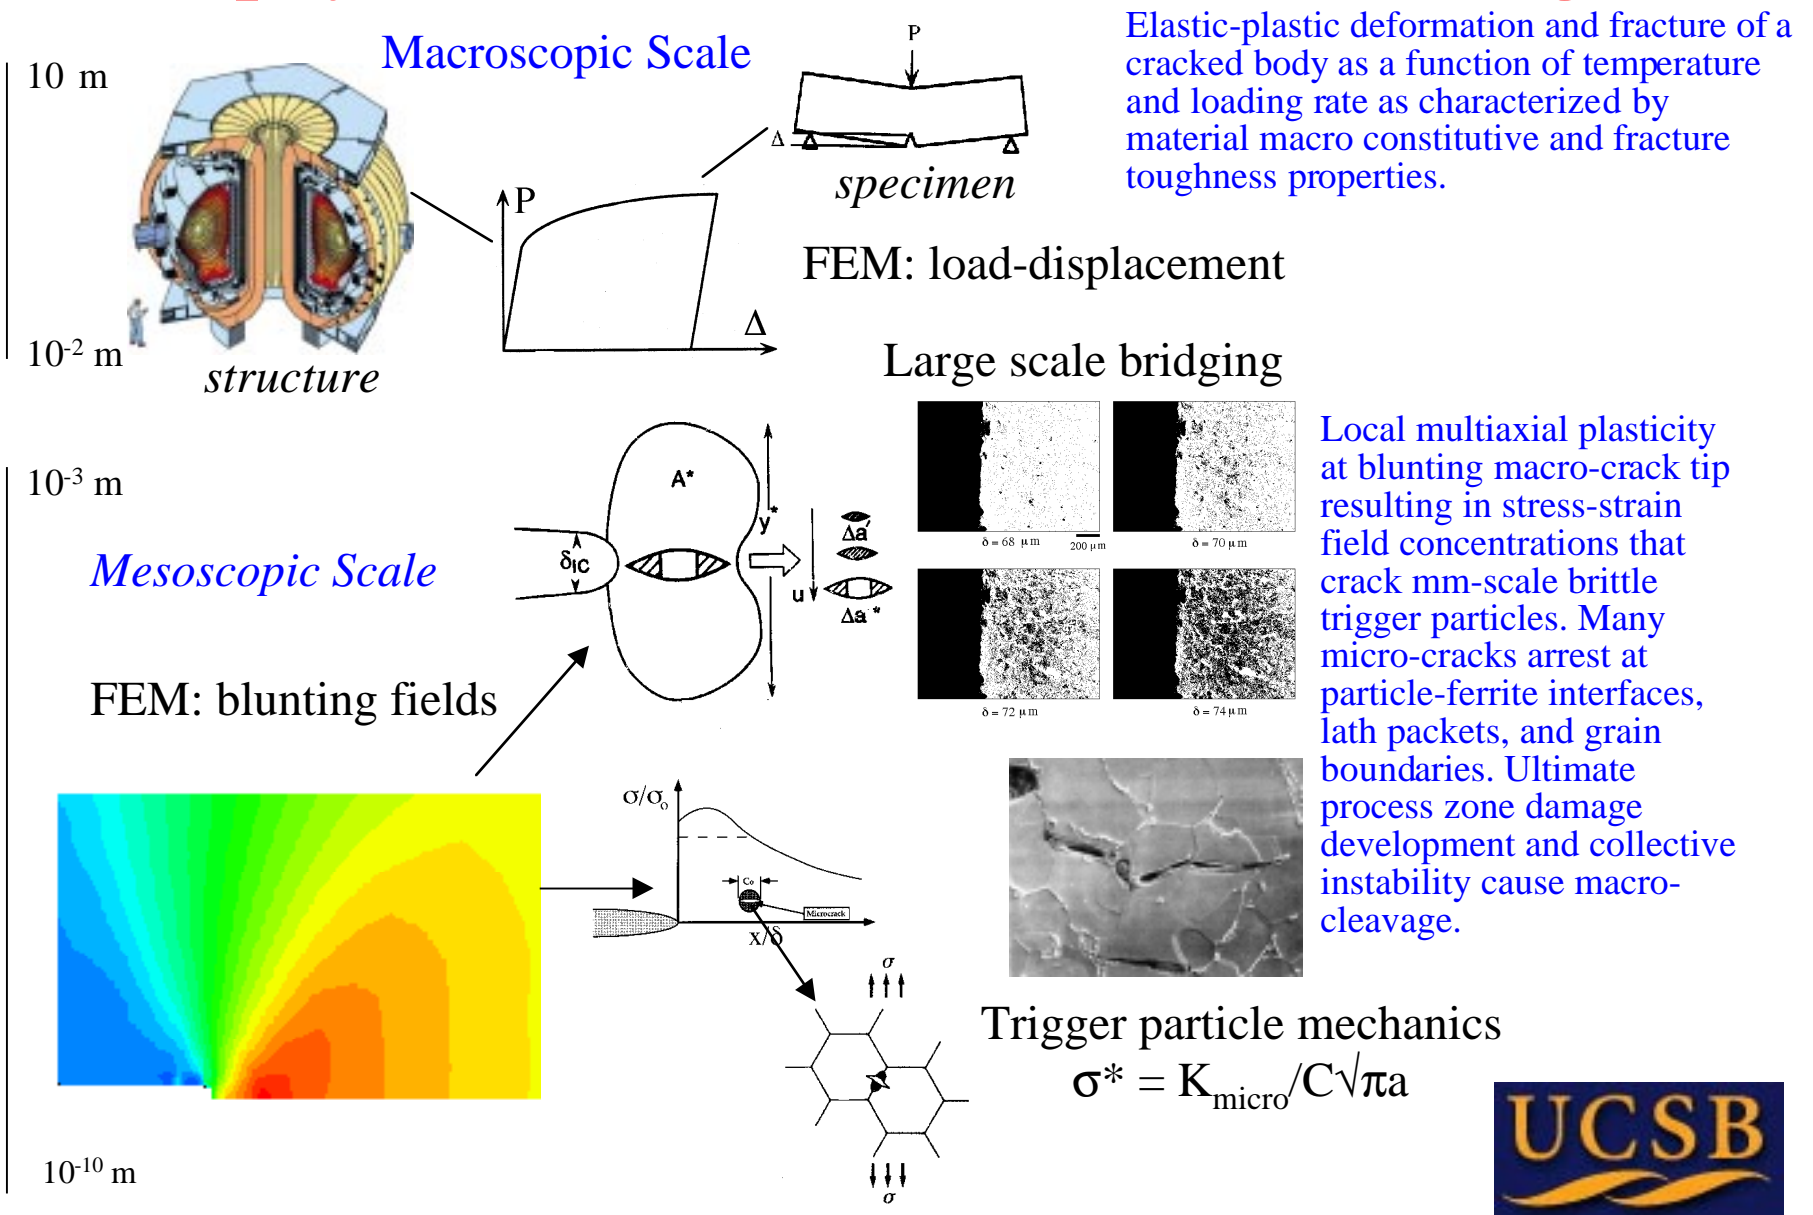 Macroscopic Scale
10 m
P
Δ
specimen
Elastic-plastic deformation and fracture of a
cracked body as a function of temperature
and loading rate as characterized by
material macro constitutive and fracture
toughness properties.
P
Δ
FEM: load-displacement
10⁻² m
structure
Large scale bridging
10⁻³ m
Mesoscopic Scale
A*
y*
δIC
Δa'
u
Δa*
δ = 68 μm
200 μm
δ = 70 μm
δ = 72 μm
δ = 74 μm
Local multiaxial plasticity
at blunting macro-crack tip
resulting in stress-strain
field concentrations that
crack mm-scale brittle
trigger particles. Many
micro-cracks arrest at
particle-ferrite interfaces,
lath packets, and grain
boundaries. Ultimate
process zone damage
development and collective
instability cause macro-
cleavage.
FEM: blunting fields
σ/σₒ
Co
Microcrack
x/δ
σ
σ
Trigger particle mechanics
σ* = Kmicro/C√πa
10⁻¹⁰ m
UCSB